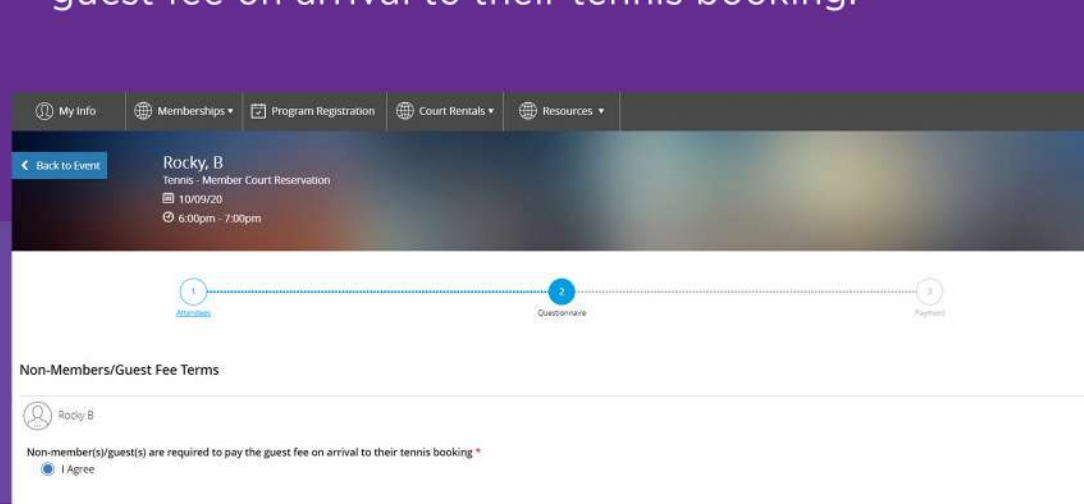 guest fee on arrival to their tennis booking.
My Info Memberships Program Registration Court Rentals Resources
Back to Event
Rocky, B
Tennis - Member Court Reservation
10/09/20
6:00pm - 7:00pm
1 2 3
Attendees Questionnaire Payment
Non-Members/Guest Fee Terms
Rocky B
Non-member(s)/guest(s) are required to pay the guest fee on arrival to their tennis booking *
I Agree